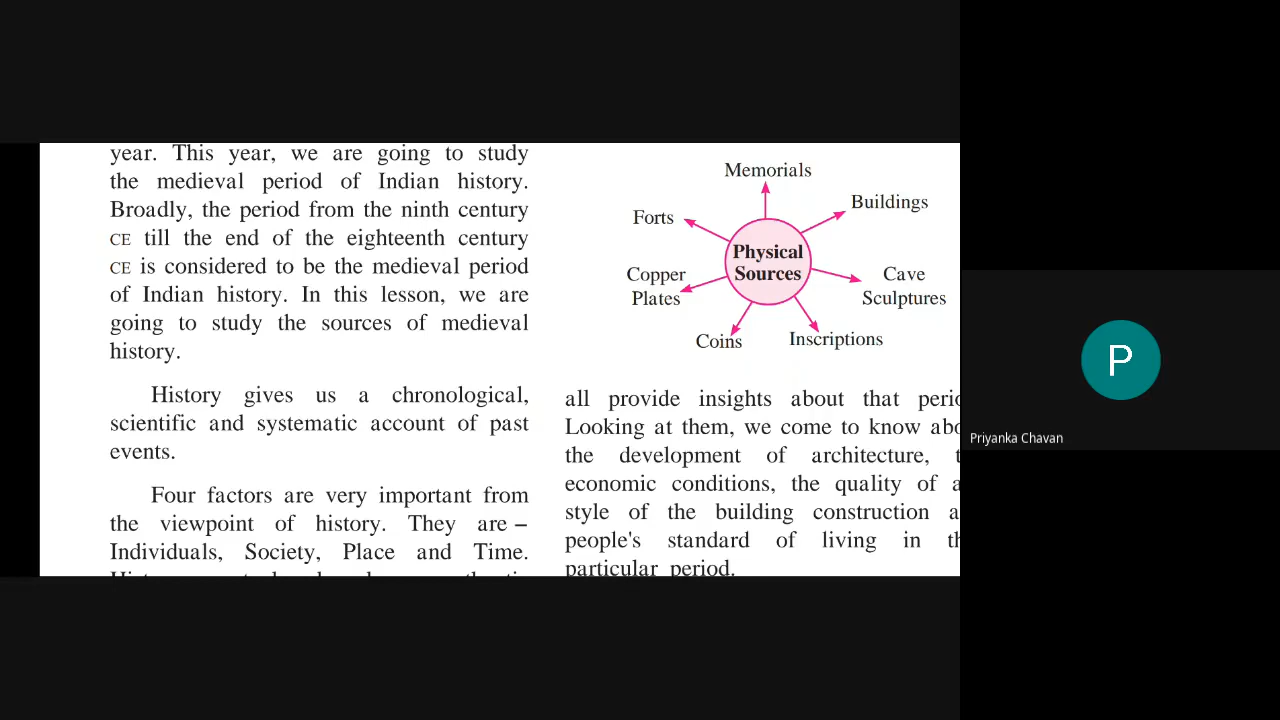 year. This year, we are going to study
the medieval period of Indian history.
Broadly, the period from the ninth century
CE till the end of the eighteenth century
CE is considered to be the medieval period
of Indian history. In this lesson, we are
going to study the sources of medieval
history.
History gives us a chronological,
scientific and systematic account of past
events.
Four factors are very important from
the viewpoint of history. They are –
Individuals, Society, Place and Time.
Memorials
Buildings
Forts
Physical
Sources
Copper
Plates
Cave
Sculptures
Coins
Inscriptions
all provide insights about that
Looking at them, we come to know
the development of architecture,
economic conditions, the quality of
style of the building construction
people's standard of living in
particular period.
P
Priyanka Chavan